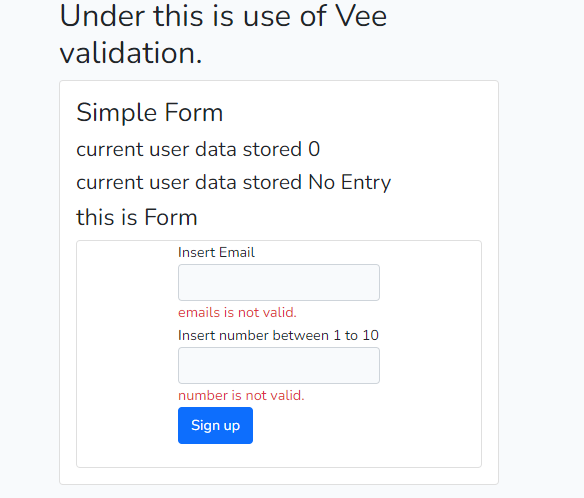 Under this is use of Vee
validation.
Simple Form
current user data stored 0
current user data stored No Entry
this is Form
Insert Email
emails is not valid.
Insert number between 1 to 10
number is not valid.
Sign up